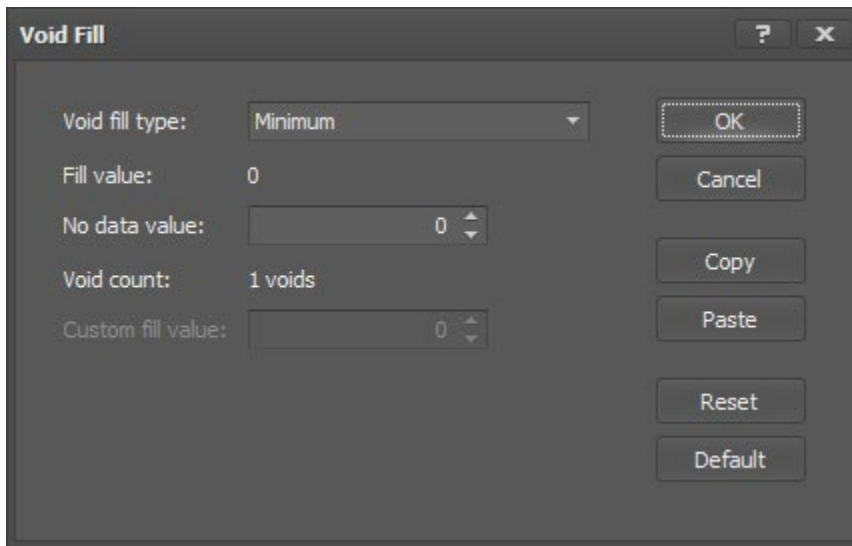 Void Fill ? x
Void fill type: Minimum
OK
Fill value: 0
Cancel
No data value: 0
Void count: 1 voids
Copy
Custom fill value: 0
Paste
Reset
Default